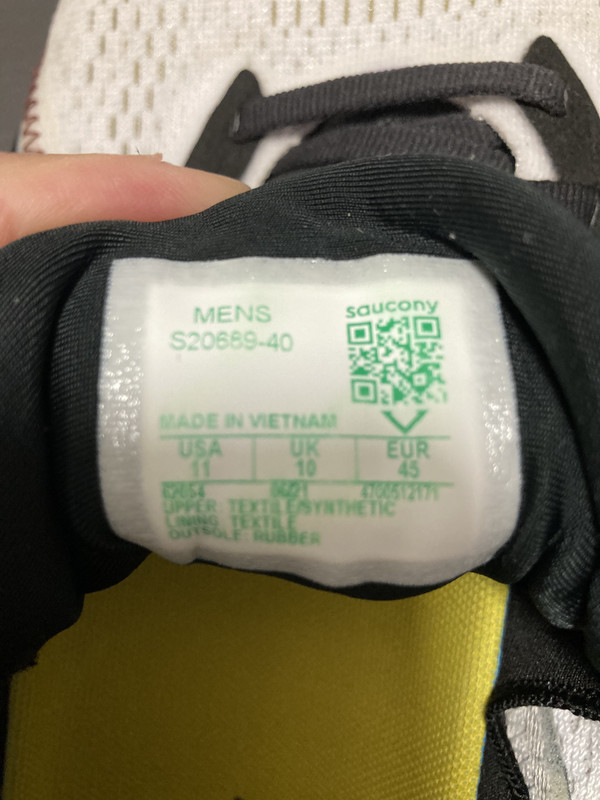 MENS
S20689-40
saucony
MADE IN VIETNAM
USA UK EUR
11 10 45
4700512171
UPPER: TEXTILE/SYNTHETIC
LINING: TEXTILE
OUTSOLE: RUBBER